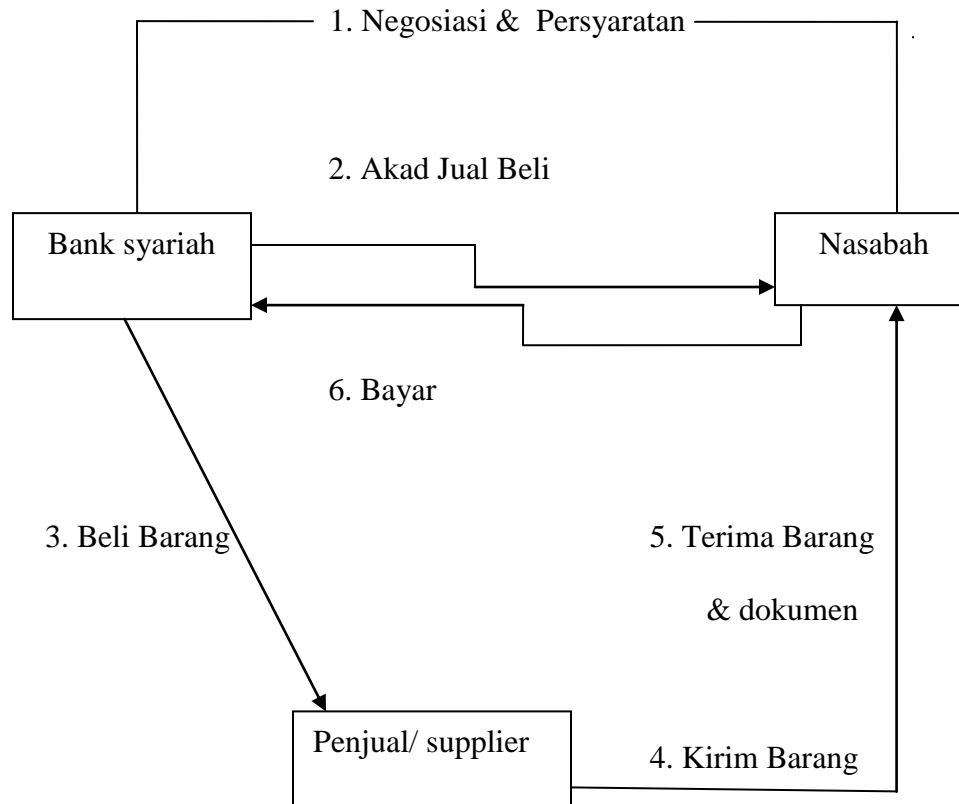 1. Negosiasi & Persyaratan
2. Akad Jual Beli
Bank syariah
Nasabah
6. Bayar
3. Beli Barang
5. Terima Barang
& dokumen
Penjual/ supplier
4. Kirim Barang